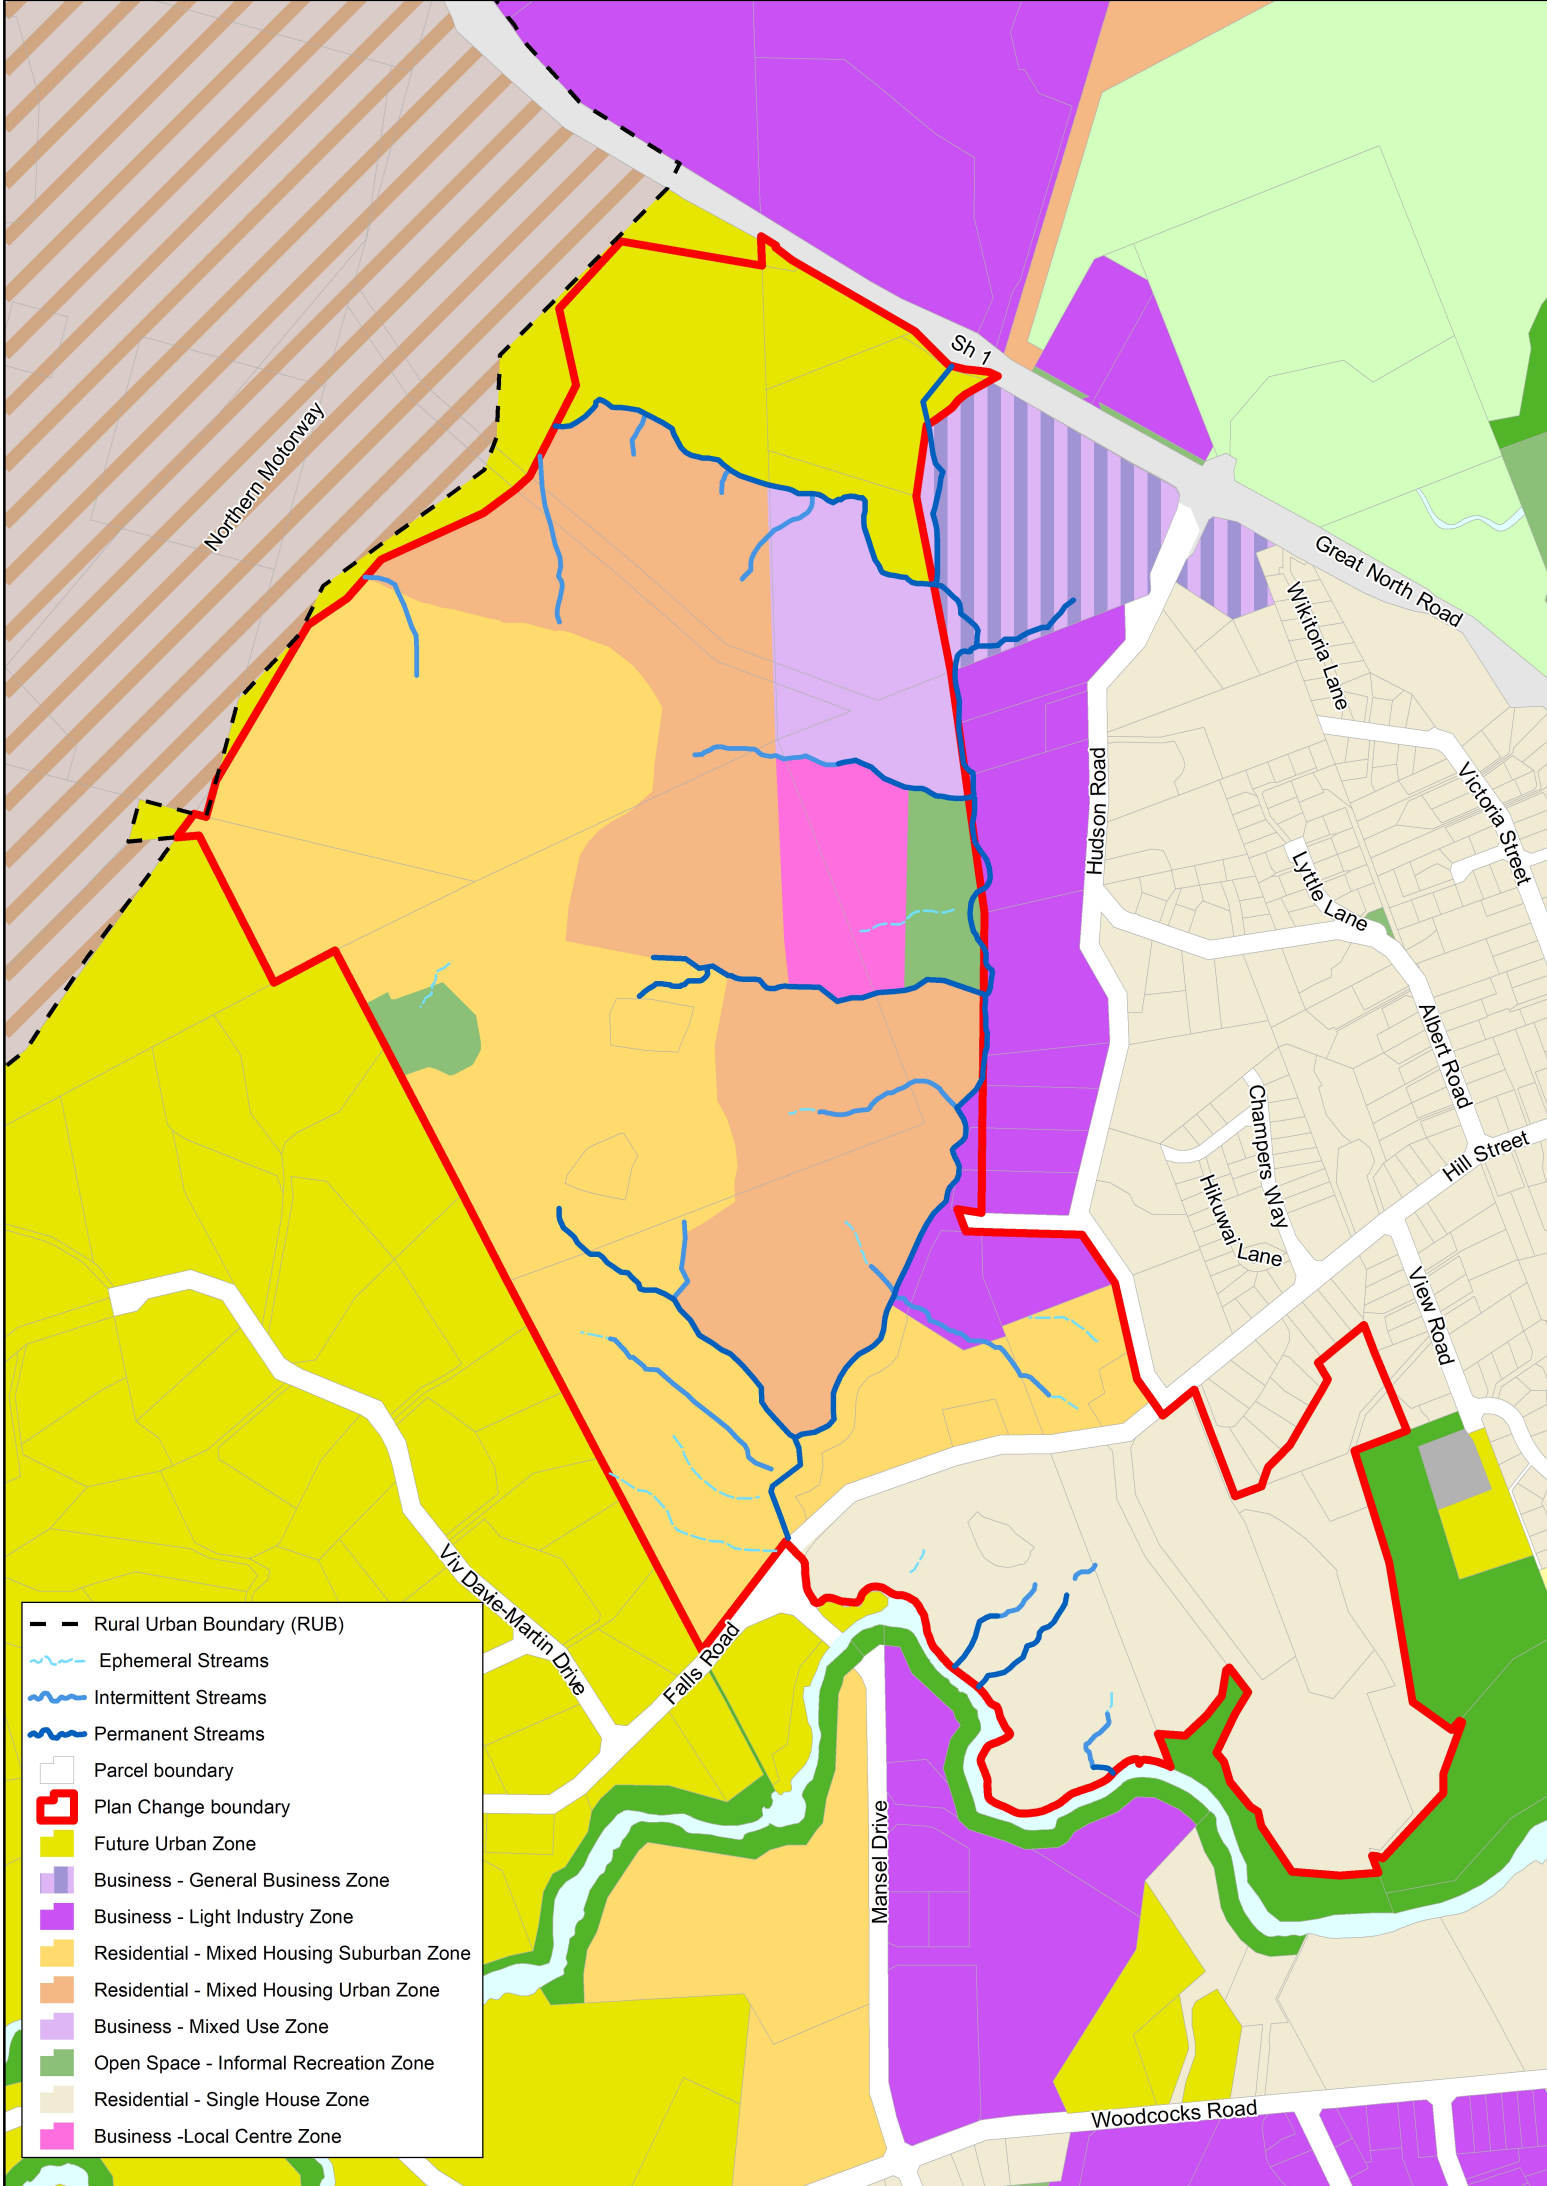 Sh 1
Northern Motorway
Great North Road
Wikitoria Lane
Victoria Street
Hudson Road
Lyttle Lane
Albert Road
Champers Way
Hill Street
Hikuwai Lane
View Road
Viv Davie-Martin Drive
Falls Road
Mansel Drive
Woodcocks Road
Rural Urban Boundary (RUB)
Ephemeral Streams
Intermittent Streams
Permanent Streams
Parcel boundary
Plan Change boundary
Future Urban Zone
Business - General Business Zone
Business - Light Industry Zone
Residential - Mixed Housing Suburban Zone
Residential - Mixed Housing Urban Zone
Business - Mixed Use Zone
Open Space - Informal Recreation Zone
Residential - Single House Zone
Business -Local Centre Zone